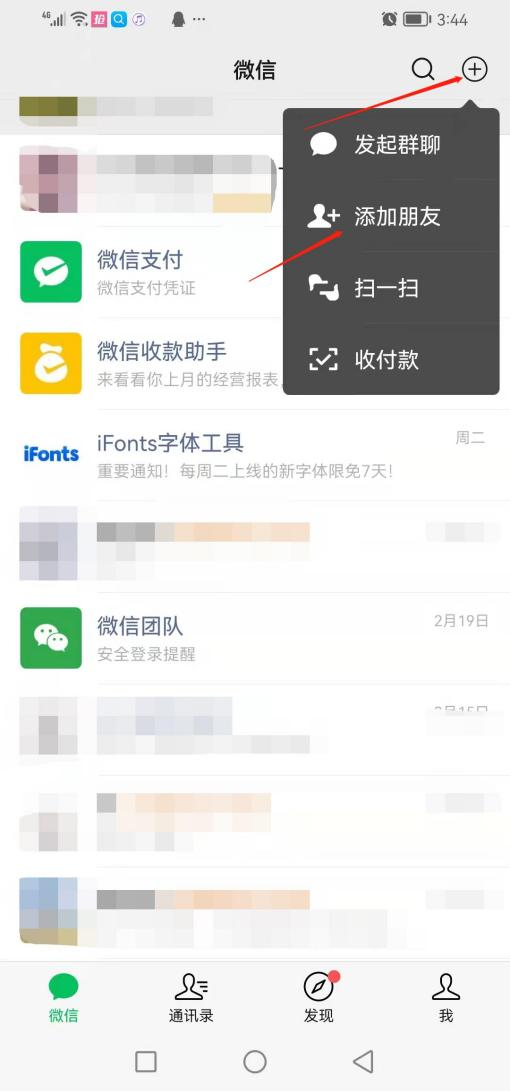 4G
抢
3:44
微信
发起群聊
添加朋友
扫一扫
收付款
微信支付
微信支付凭证
微信收款助手
来看看你上月的经营报表,
iFonts
iFonts字体工具
周二
重要通知！每周二上线的新字体限免7天！
微信团队
2月19日
安全登录提醒
微信
通讯录
发现
我